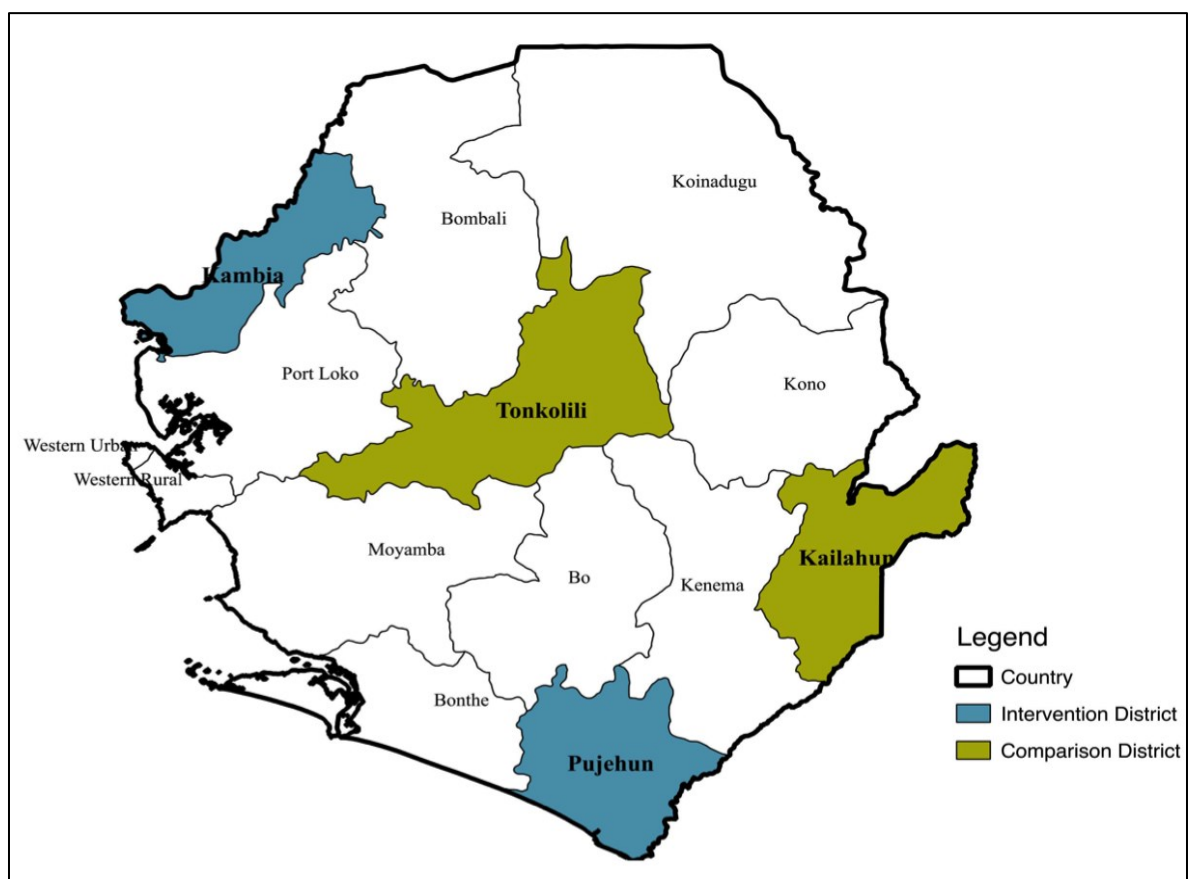 Koinadugu
Bombali
Kambia
Port Loko
Kono
Tonkolili
Western Urban
Western Rural
Moyamba
Kailahun
Bo
Kenema
Bonthe
Pujehun
Legend
Country
Intervention District
Comparison District